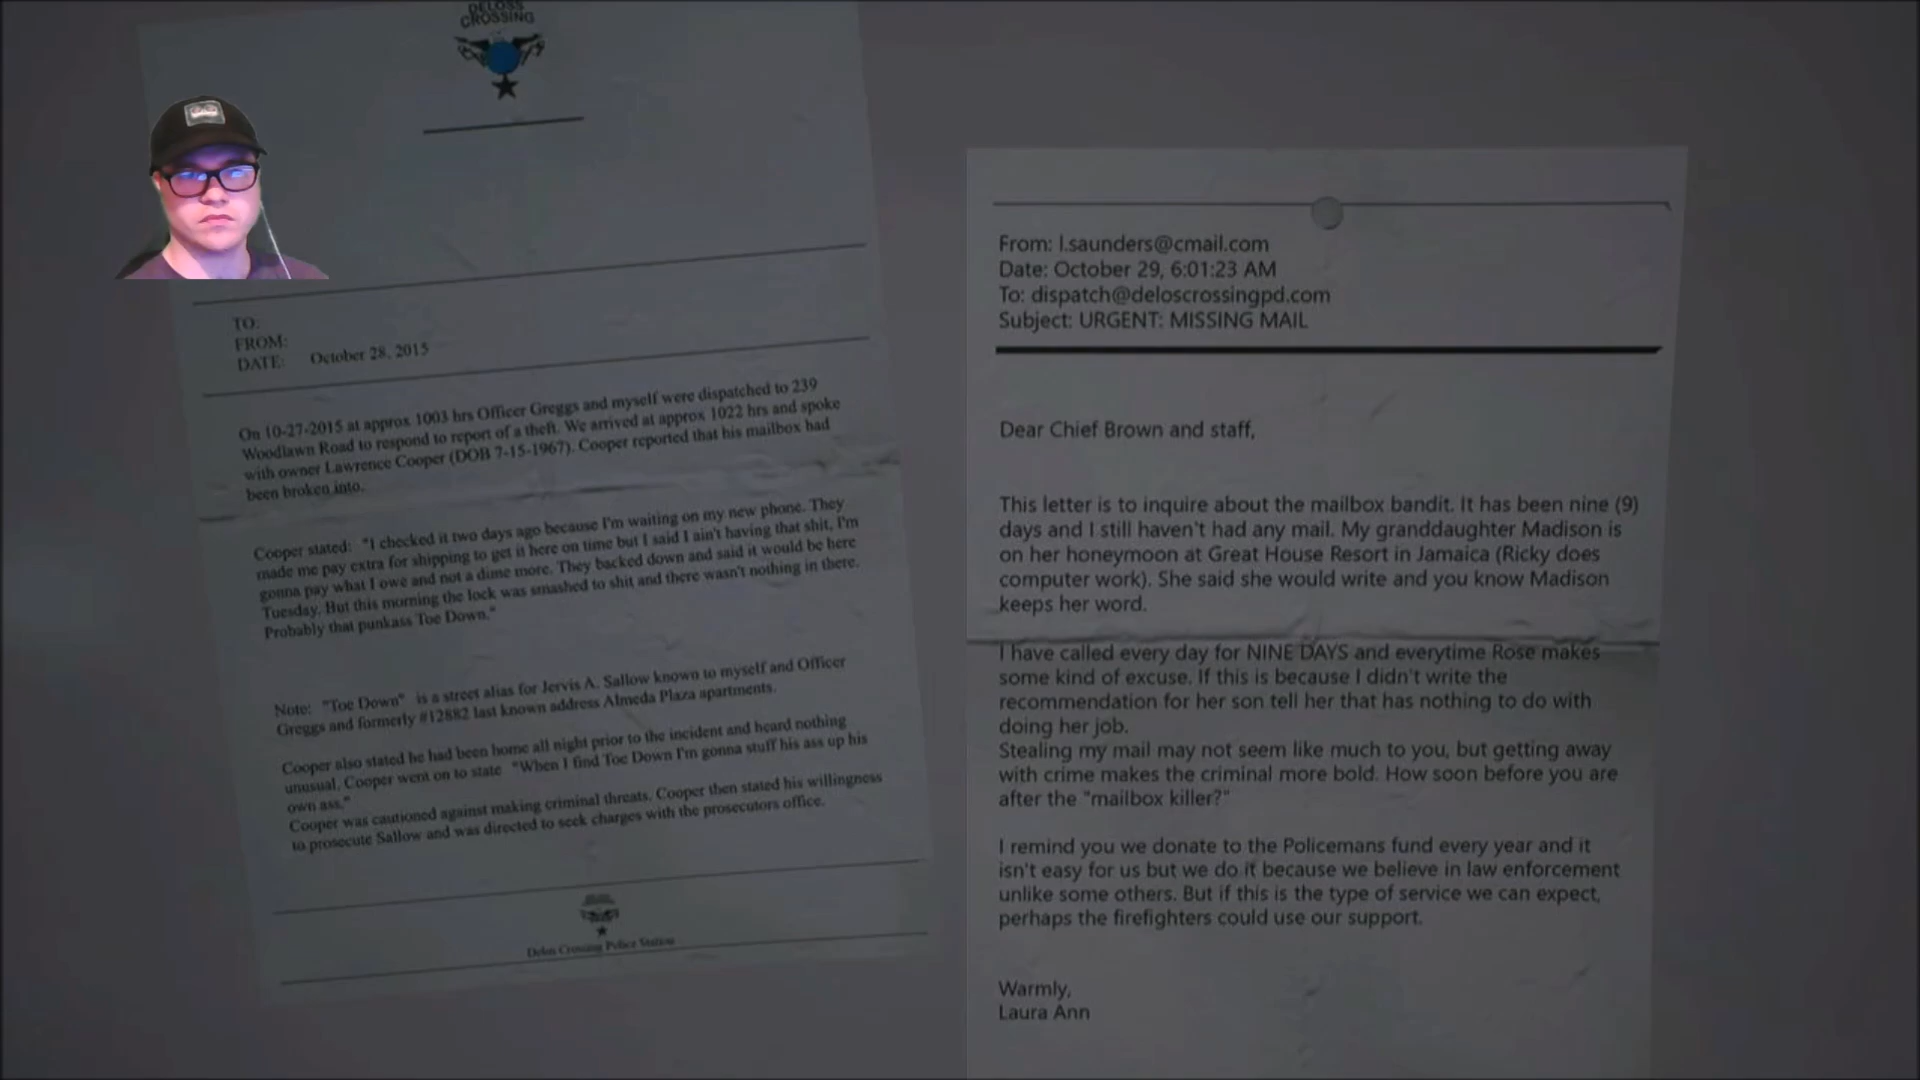 DELOSS
CROSSING
TO:
FROM:
DATE: October 28, 2015
On 10-27-2015 at approx 1003 hrs Officer Greggs and myself were dispatched to 239
Woodlawn Road to respond to report of a theft. We arrived at approx 1022 hrs and spoke
with owner Lawrence Cooper (DOB 7-15-1967). Cooper reported that his mailbox had
been broken into.
Cooper stated: "I checked it two days ago because I'm waiting on my new phone. They
made me pay extra for shipping to get it here on time but I said I ain't having that shit, I'm
gonna pay what I owe and not a dime more. They backed down and said it would be here
Tuesday. But this morning the lock was smashed to shit and there wasn't nothing in there.
Probably that punkass Toe Down."
Note: "Toe Down" is a street alias for Jervis A. Sallow known to myself and Officer
Greggs and formerly #12882 last known address Almeda Plaza apartments.
Cooper also stated he had been home all night prior to the incident and heard nothing
unusual. Cooper went on to state "When I find Toe Down I'm gonna stuff his ass up his
own ass."
Cooper was cautioned against making criminal threats. Cooper then stated his willingness
to prosecute Sallow and was directed to seek charges with the prosecutors office.
Delos Crossing Police Station
From: l.saunders@cmail.com
Date: October 29, 6:01:23 AM
To: dispatch@deloscrossingpd.com
Subject: URGENT: MISSING MAIL
Dear Chief Brown and staff,
This letter is to inquire about the mailbox bandit. It has been nine (9)
days and I still haven't had any mail. My granddaughter Madison is
on her honeymoon at Great House Resort in Jamaica (Ricky does
computer work). She said she would write and you know Madison
keeps her word.
I have called every day for NINE DAYS and everytime Rose makes
some kind of excuse. If this is because I didn't write the
recommendation for her son tell her that has nothing to do with
doing her job.
Stealing my mail may not seem like much to you, but getting away
with crime makes the criminal more bold. How soon before you are
after the "mailbox killer?"
I remind you we donate to the Policemans fund every year and it
isn't easy for us but we do it because we believe in law enforcement
unlike some others. But if this is the type of service we can expect,
perhaps the firefighters could use our support.
Warmly,
Laura Ann